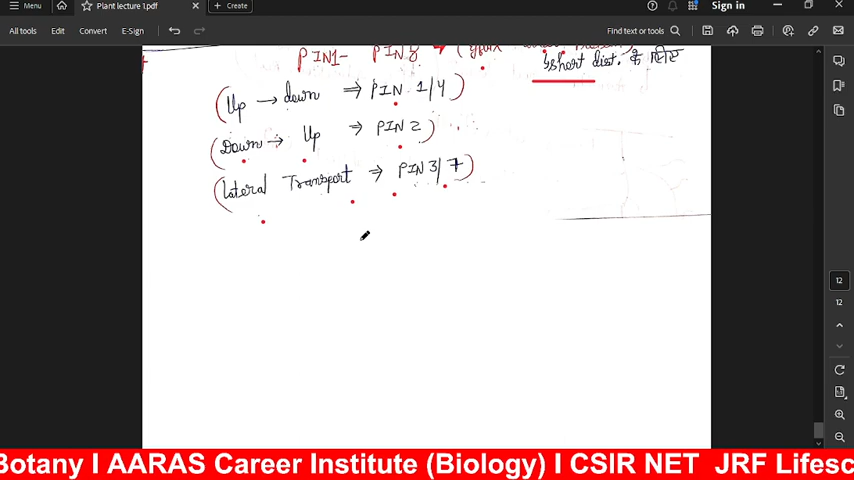 Plant lecture 1.pdf
Create
Sign in
Menu
All tools Edit Convert E-Sign
Find text or tools
PIN1- PIN8 → (efflux
short dist. के लिए
(Up → down ⇒ PIN 1/4)
(Down → Up ⇒ PIN 2)
(lateral Transport ⇒ PIN 3/7)
12
12
Botany I AARAS Career Institute (Biology) I CSIR NET JRF Lifesc